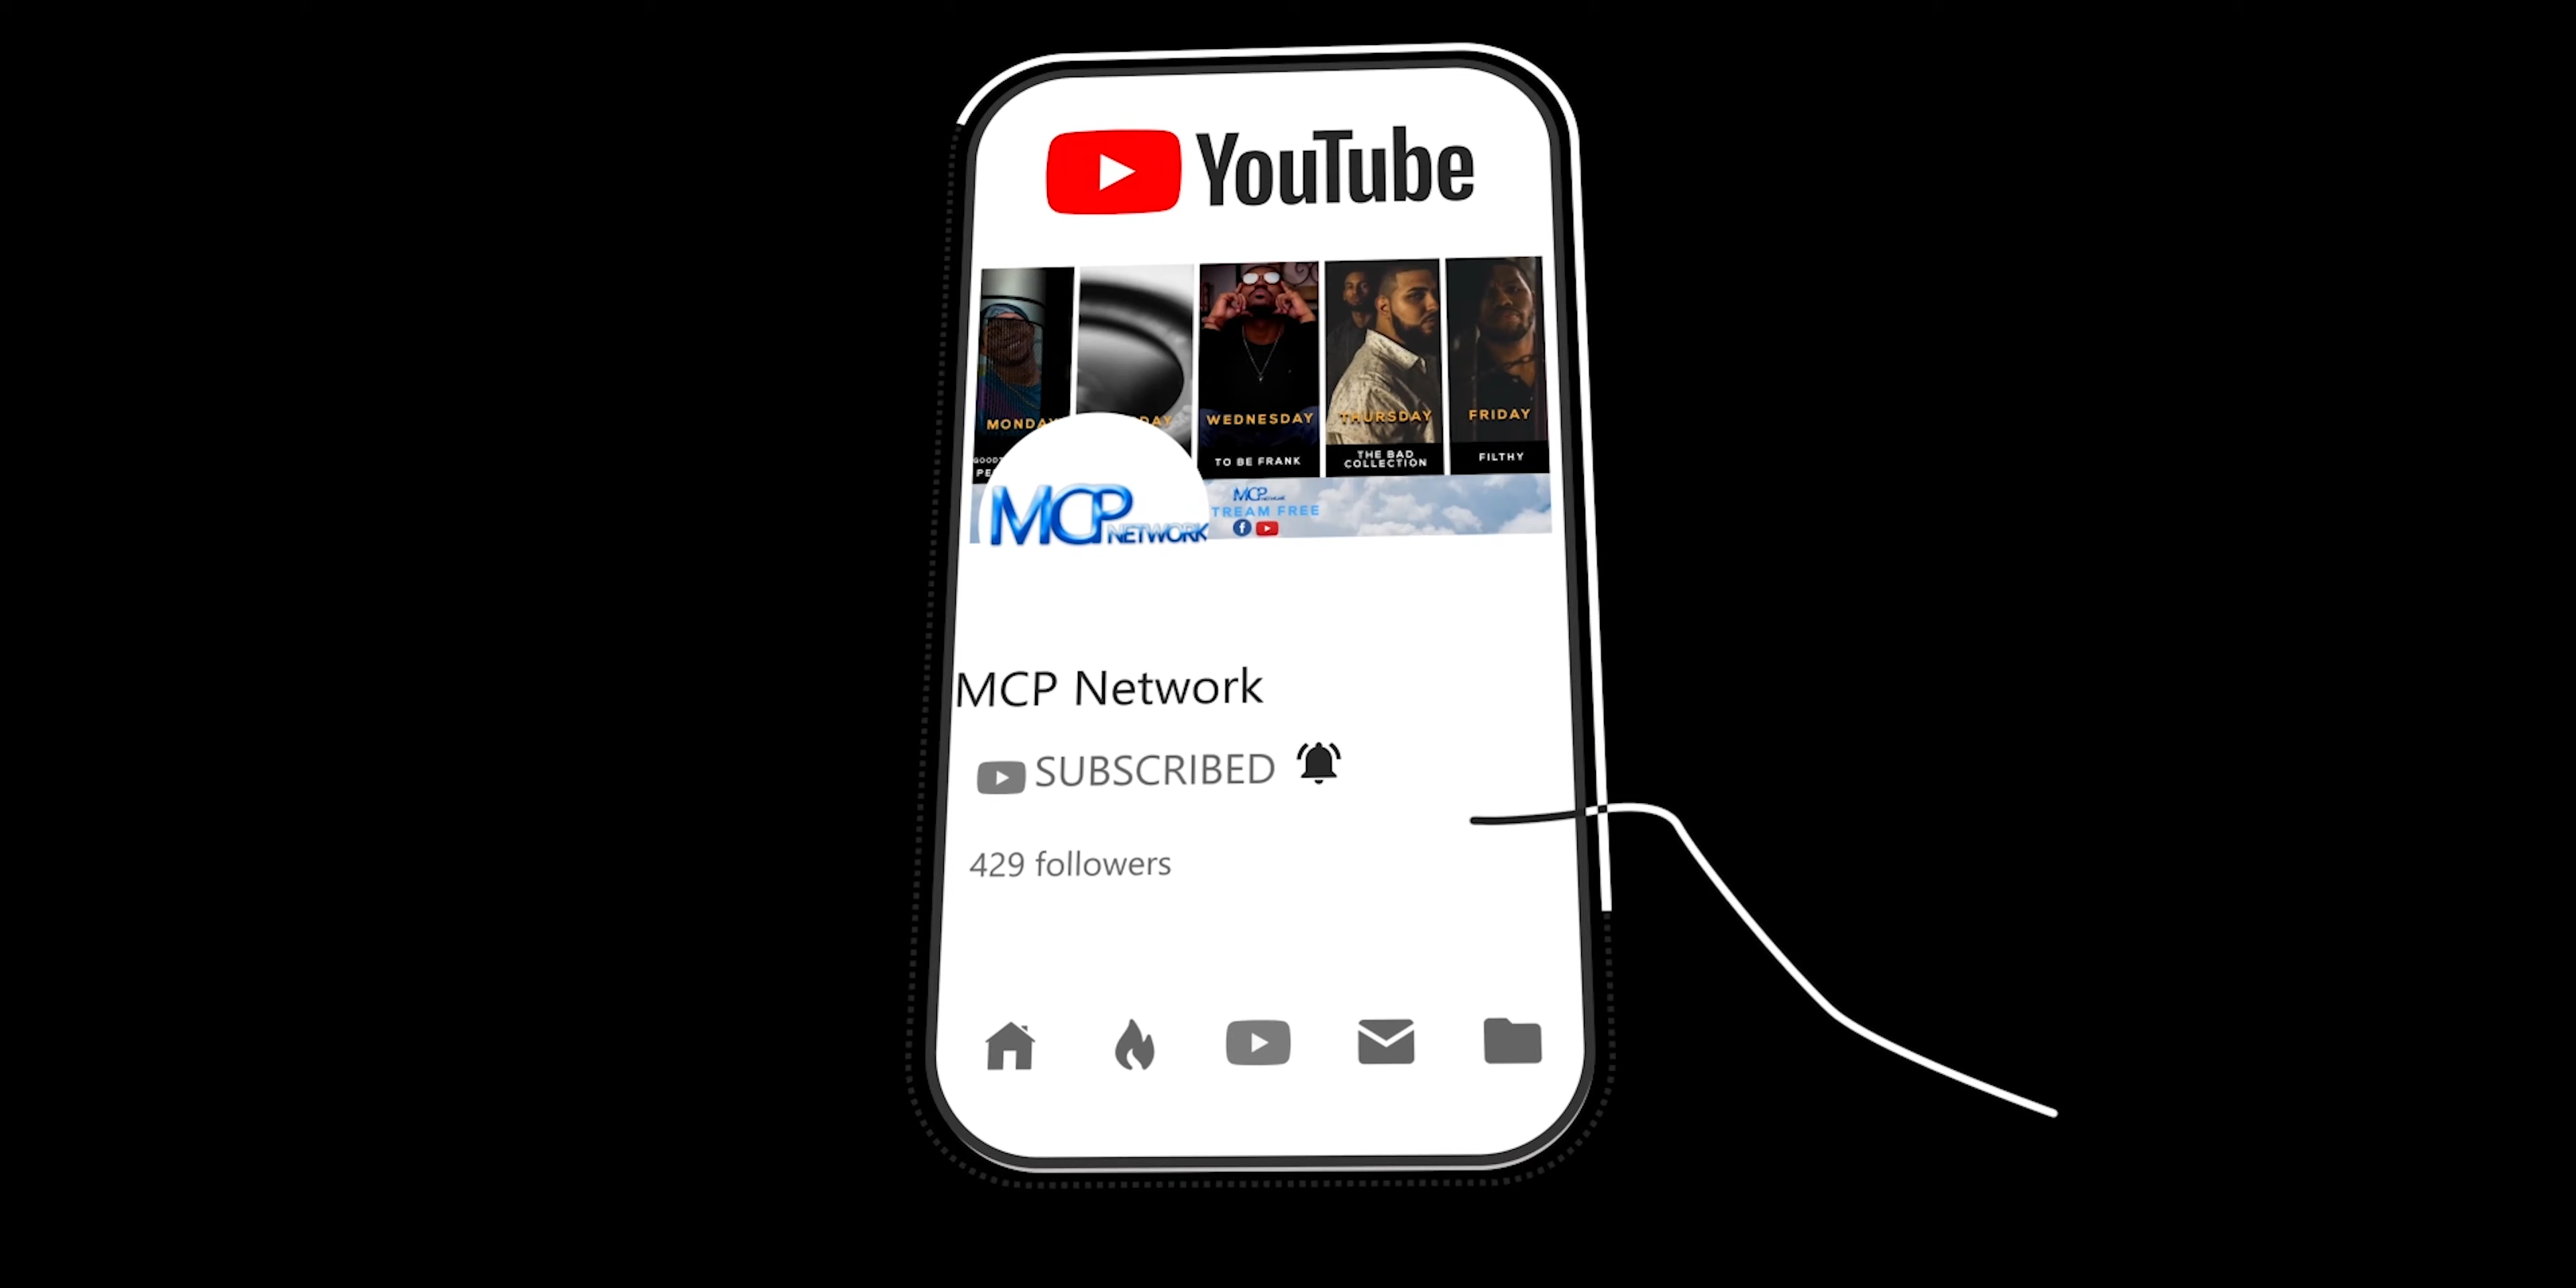 YouTube
MONDAY
WEDNESDAY
THURSDAY
FRIDAY
TO BE FRANK
THE BAD
COLLECTION
FILTHY
MCP NETWORK
MCP
TREAM FREE
MCP Network
SUBSCRIBED
429 followers